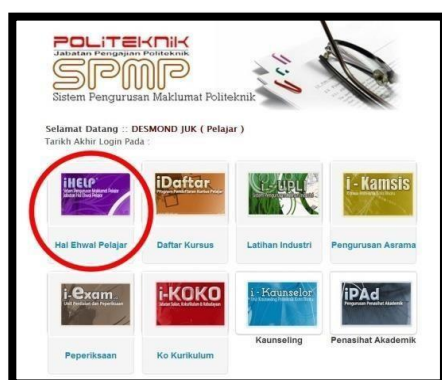 POLITEKNIK
Jabatan Pengajian Politeknik
SPMP
Sistem Pengurusan Maklumat Politeknik
Selamat Datang :: DESMOND JUK ( Pelajar )
Tarikh Akhir Login Pada :
iHELP
iDaftar
i-UPLI
i - Kamsis
Hal Ehwal Pelajar
Daftar Kursus
Latihan Industri
Pengurusan Asrama
i-exam
i-KOKO
i - Kaunselor
iPAd
Peperiksaan
Ko Kurikulum
Kaunseling
Penasihat Akademik